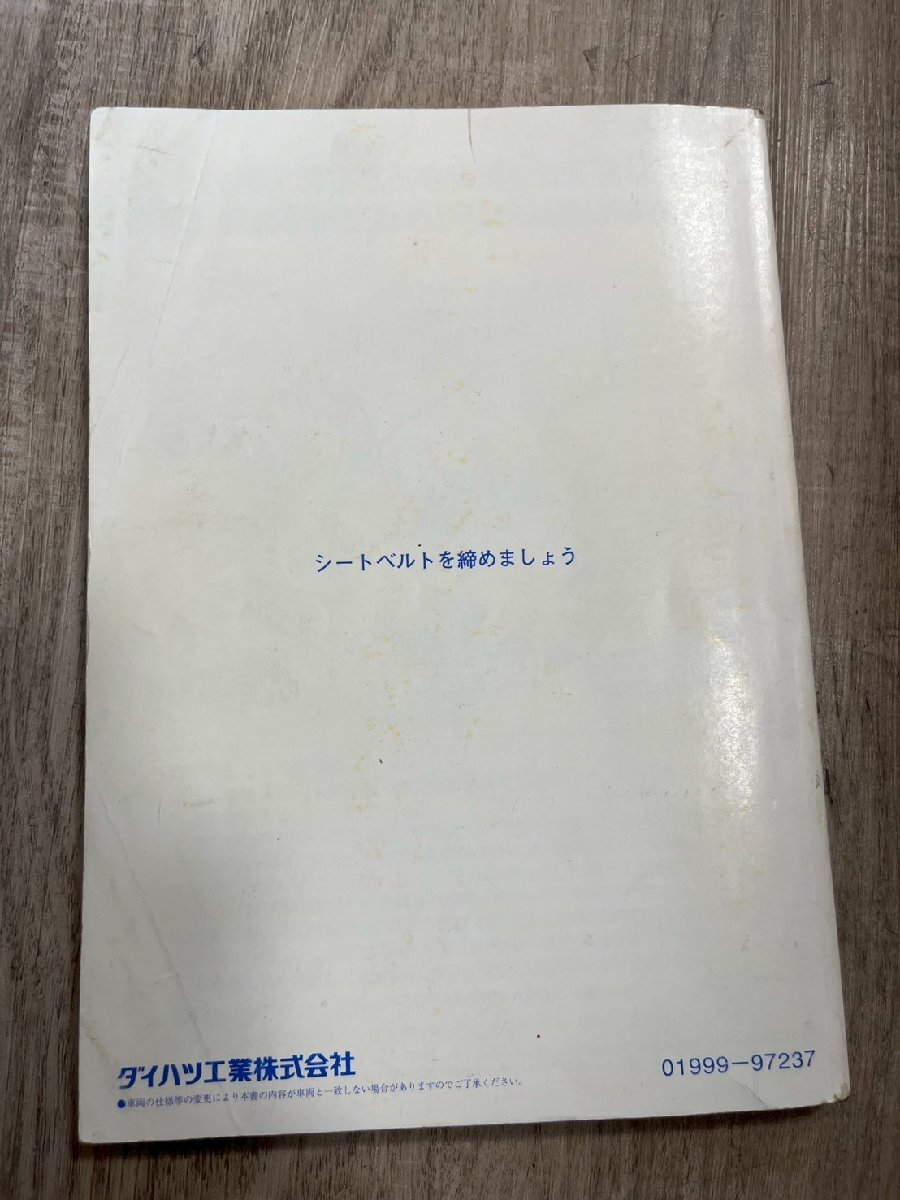 シートベルトを締めましょう
ダイハツ工業株式会社
01999-97237
●車両の仕様等の変更により本書の内容が車両と一致しない場合がありますのでご了承ください。